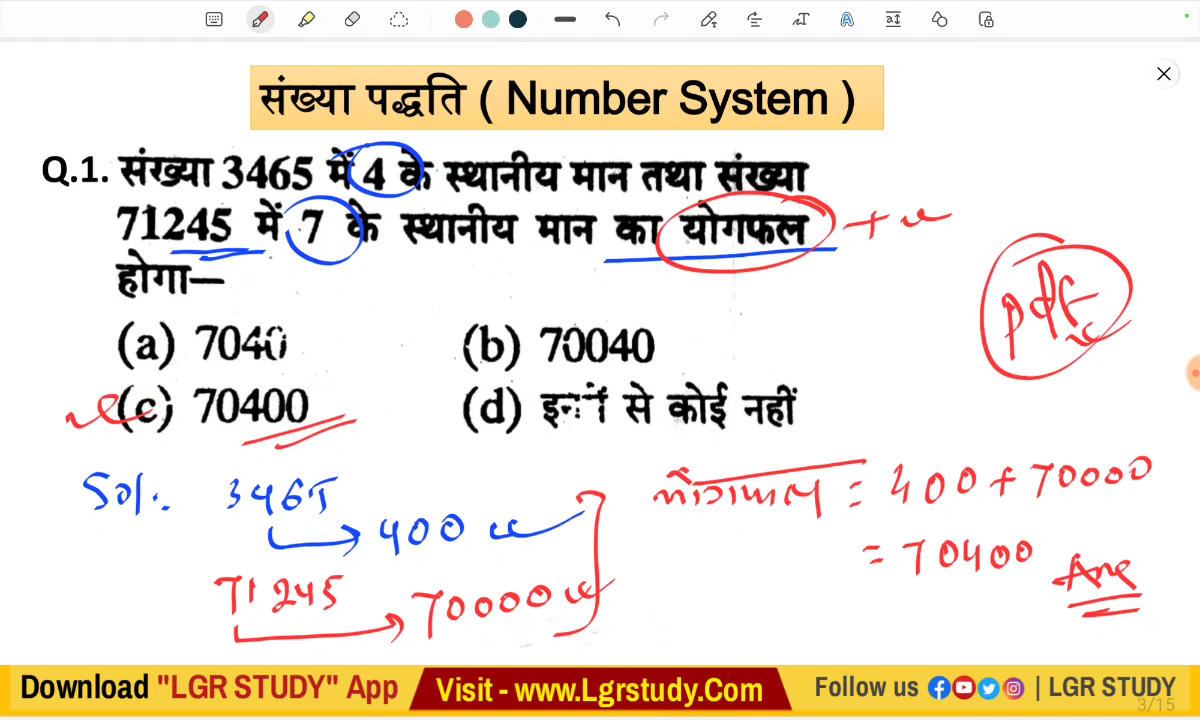 संख्या पद्धति ( Number System )
Q.1. संख्या 3465 में 4 के स्थानीय मान तथा संख्या
71245 में 7 के स्थानीय मान का योगफल + ve
होगा—
pdf
(a) 7040 (b) 70040
(c) 70400 (d) इनमें से कोई नहीं
Sol:. 3465 योगफल = 400 + 70000
400
= 70400 Ans
71245 70000
Download "LGR STUDY" App Visit - www.Lgrstudy.Com Follow us | LGR STUDY
3/15